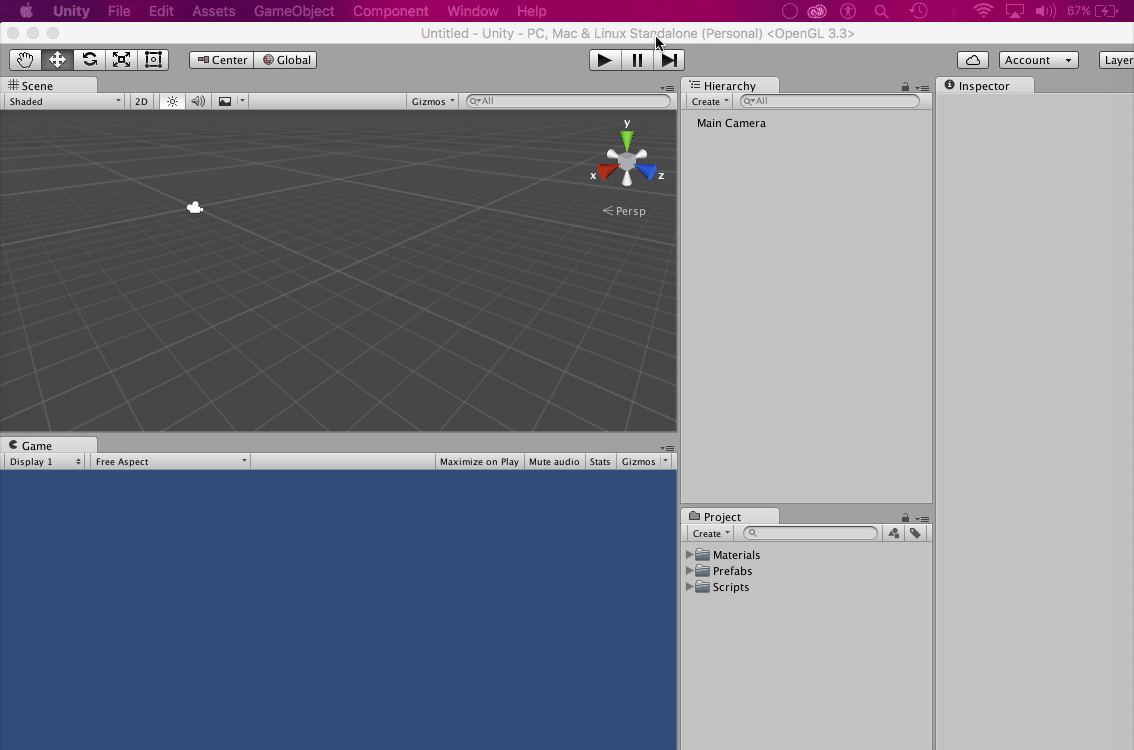 Unity File Edit Assets GameObject Component Window Help 67%
Untitled - Unity - PC, Mac & Linux Standalone (Personal) <OpenGL 3.3>
Center Global Account Layer
Scene
Shaded 2D Gizmos All
y
x z
Persp
Game
Display 1 Free Aspect Maximize on Play Mute audio Stats Gizmos
Hierarchy
Create All
Main Camera
Project
Create
Materials
Prefabs
Scripts
Inspector